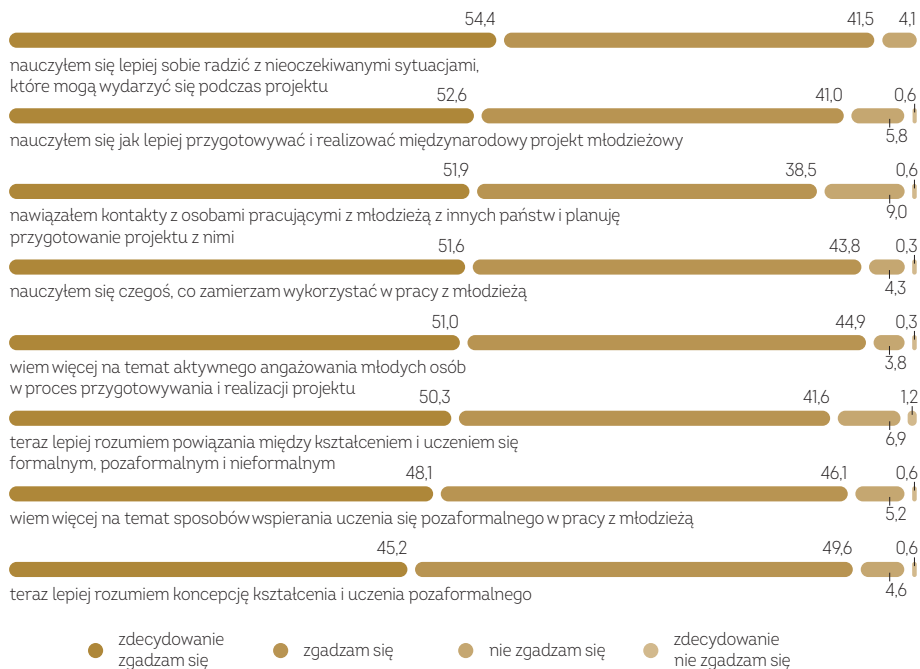 54,4 41,5 4,1
nauczyłem się lepiej sobie radzić z nieoczekiwanymi sytuacjami,
które mogą wydarzyć się podczas projektu
52,6 41,0 0,6
5,8
nauczyłem się jak lepiej przygotowywać i realizować międzynarodowy projekt młodzieżowy
51,9 38,5 0,6
9,0
nawiązałem kontakty z osobami pracującymi z młodzieżą z innych państw i planuję
przygotowanie projektu z nimi
51,6 43,8 0,3
4,3
nauczyłem się czegoś, co zamierzam wykorzystać w pracy z młodzieżą
51,0 44,9 0,3
3,8
wiem więcej na temat aktywnego angażowania młodych osób
w proces przygotowywania i realizacji projektu
50,3 41,6 1,2
6,9
teraz lepiej rozumiem powiązania między kształceniem i uczeniem się
formalnym, pozaformalnym i nieformalnym
48,1 46,1 0,6
5,2
wiem więcej na temat sposobów wspierania uczenia się pozaformalnego w pracy z młodzieżą
45,2 49,6 0,6
4,6
teraz lepiej rozumiem koncepcję kształcenia i uczenia pozaformalnego
zdecydowanie
zgadzam się
zgadzam się
nie zgadzam się
zdecydowanie
nie zgadzam się